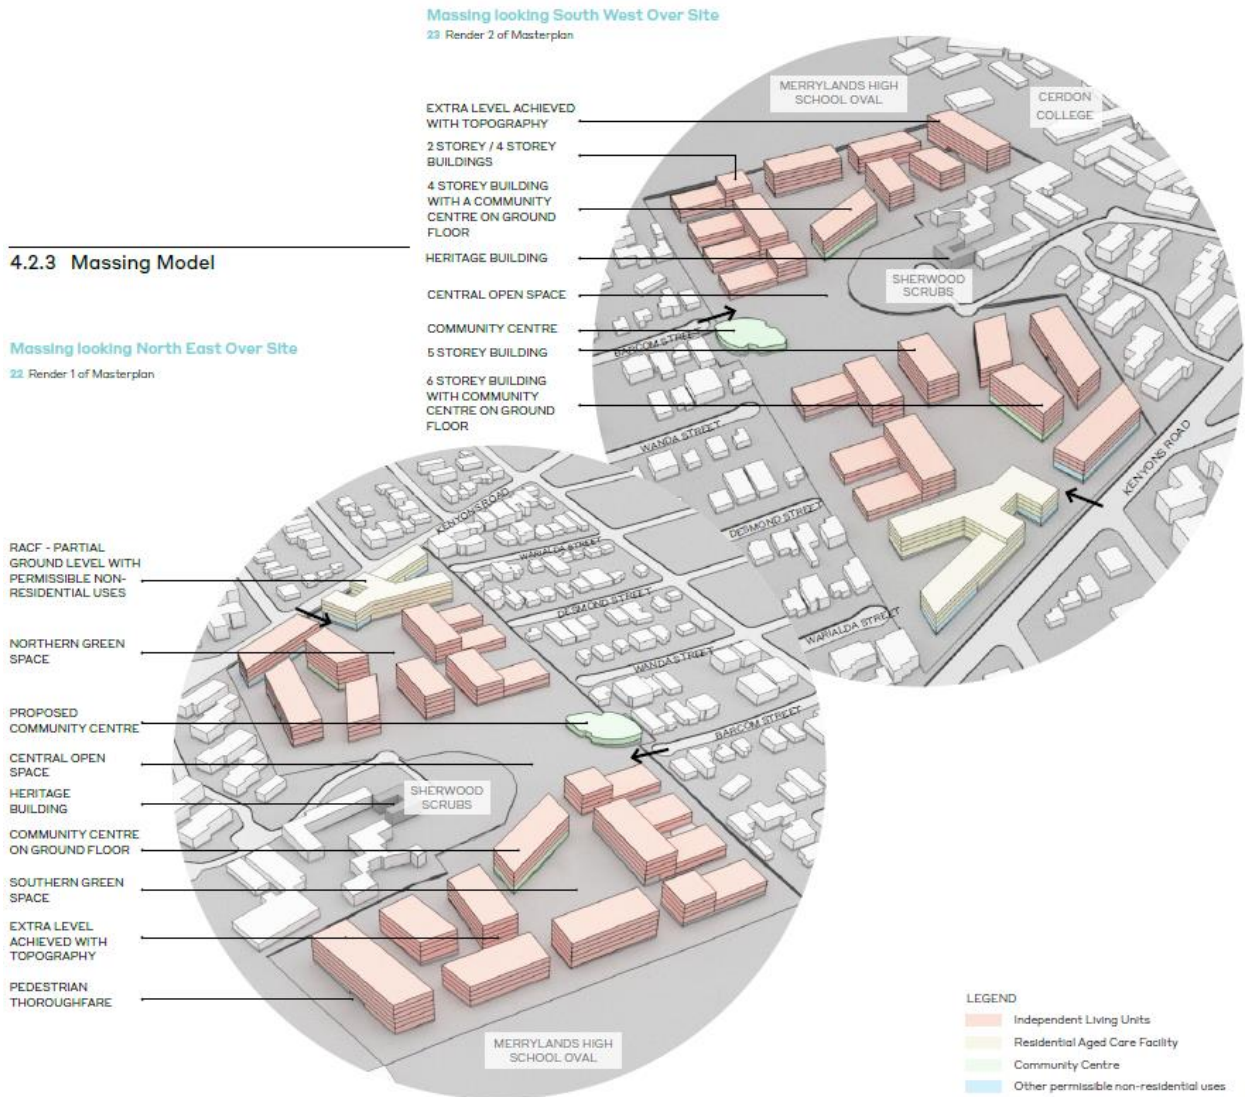 Massing looking South West Over Site
23 Render 2 of Masterplan
EXTRA LEVEL ACHIEVED
WITH TOPOGRAPHY
2 STOREY / 4 STOREY
BUILDINGS
4 STOREY BUILDING
WITH A COMMUNITY
CENTRE ON GROUND
FLOOR
HERITAGE BUILDING
CENTRAL OPEN SPACE
COMMUNITY CENTRE
5 STOREY BUILDING
6 STOREY BUILDING
WITH COMMUNITY
CENTRE ON GROUND
FLOOR
MERRYLANDS HIGH
SCHOOL OVAL
CERDON
COLLEGE
SHERWOOD
SCRUBS
BARCOM STREET
WANDA STREET
DESMOND STREET
WARIALDA STREET
KENYONS ROAD
4.2.3 Massing Model
Massing looking North East Over Site
22 Render 1 of Masterplan
RACF - PARTIAL
GROUND LEVEL WITH
PERMISSIBLE NON-
RESIDENTIAL USES
NORTHERN GREEN
SPACE
PROPOSED
COMMUNITY CENTRE
CENTRAL OPEN
SPACE
HERITAGE
BUILDING
COMMUNITY CENTRE
ON GROUND FLOOR
SOUTHERN GREEN
SPACE
EXTRA LEVEL
ACHIEVED WITH
TOPOGRAPHY
PEDESTRIAN
THOROUGHFARE
KENYONS ROAD
WARIALDA STREET
DESMOND STREET
WANDA STREET
BARCOM STREET
SHERWOOD
SCRUBS
MERRYLANDS HIGH
SCHOOL OVAL
LEGEND
Independent Living Units
Residential Aged Care Facility
Community Centre
Other permissible non-residential uses